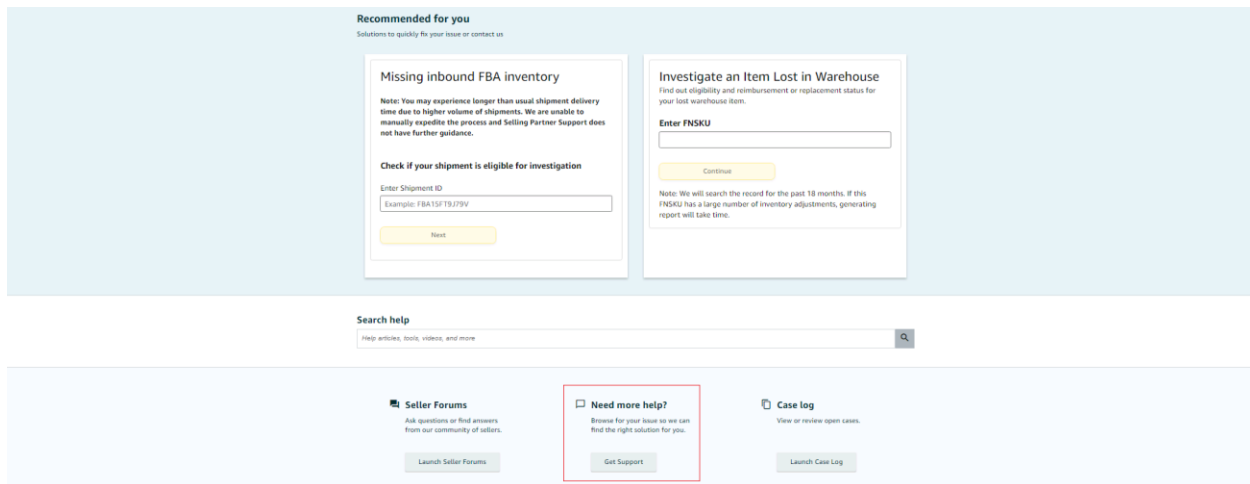 Recommended for you
Solutions to quickly fix your issue or contact us
Missing inbound FBA inventory
Note: You may experience longer than usual shipment delivery
time due to higher volume of shipments. We are unable to
manually expedite the process and Selling Partner Support does
not have further guidance.
Check if your shipment is eligible for investigation
Enter Shipment ID
Example: FBA15FT9J79V
Next
Investigate an Item Lost in Warehouse
Find out eligibility and reimbursement or replacement status for
your lost warehouse item.
Enter FNSKU
Continue
Note: We will search the record for the past 18 months. If this
FNSKU has a large number of inventory adjustments, generating
report will take time.
Search help
Help articles, tools, videos, and more
Seller Forums
Ask questions or find answers
from our community of sellers.
Launch Seller Forums
Need more help?
Browse for your issue so we can
find the right solution for you.
Get Support
Case log
View or review open cases.
Launch Case Log